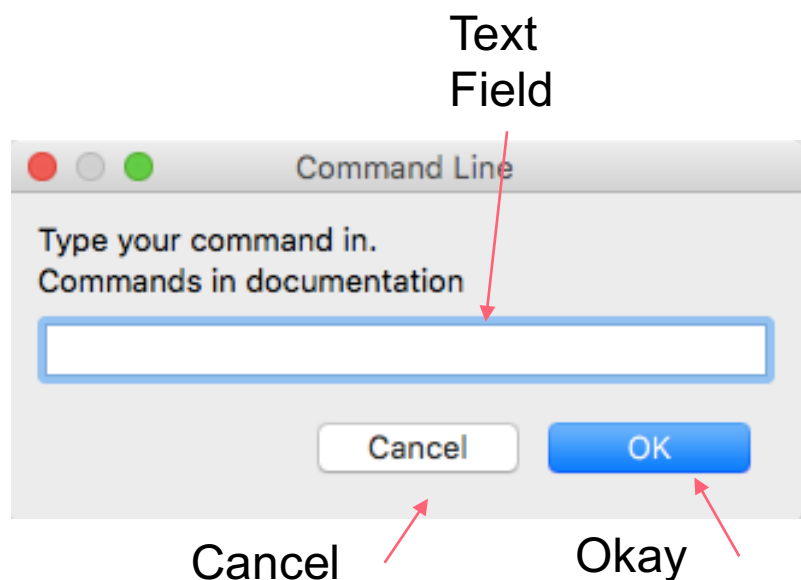 Text
Field
Command Line
Type your command in.
Commands in documentation
Cancel
OK
Cancel
Okay